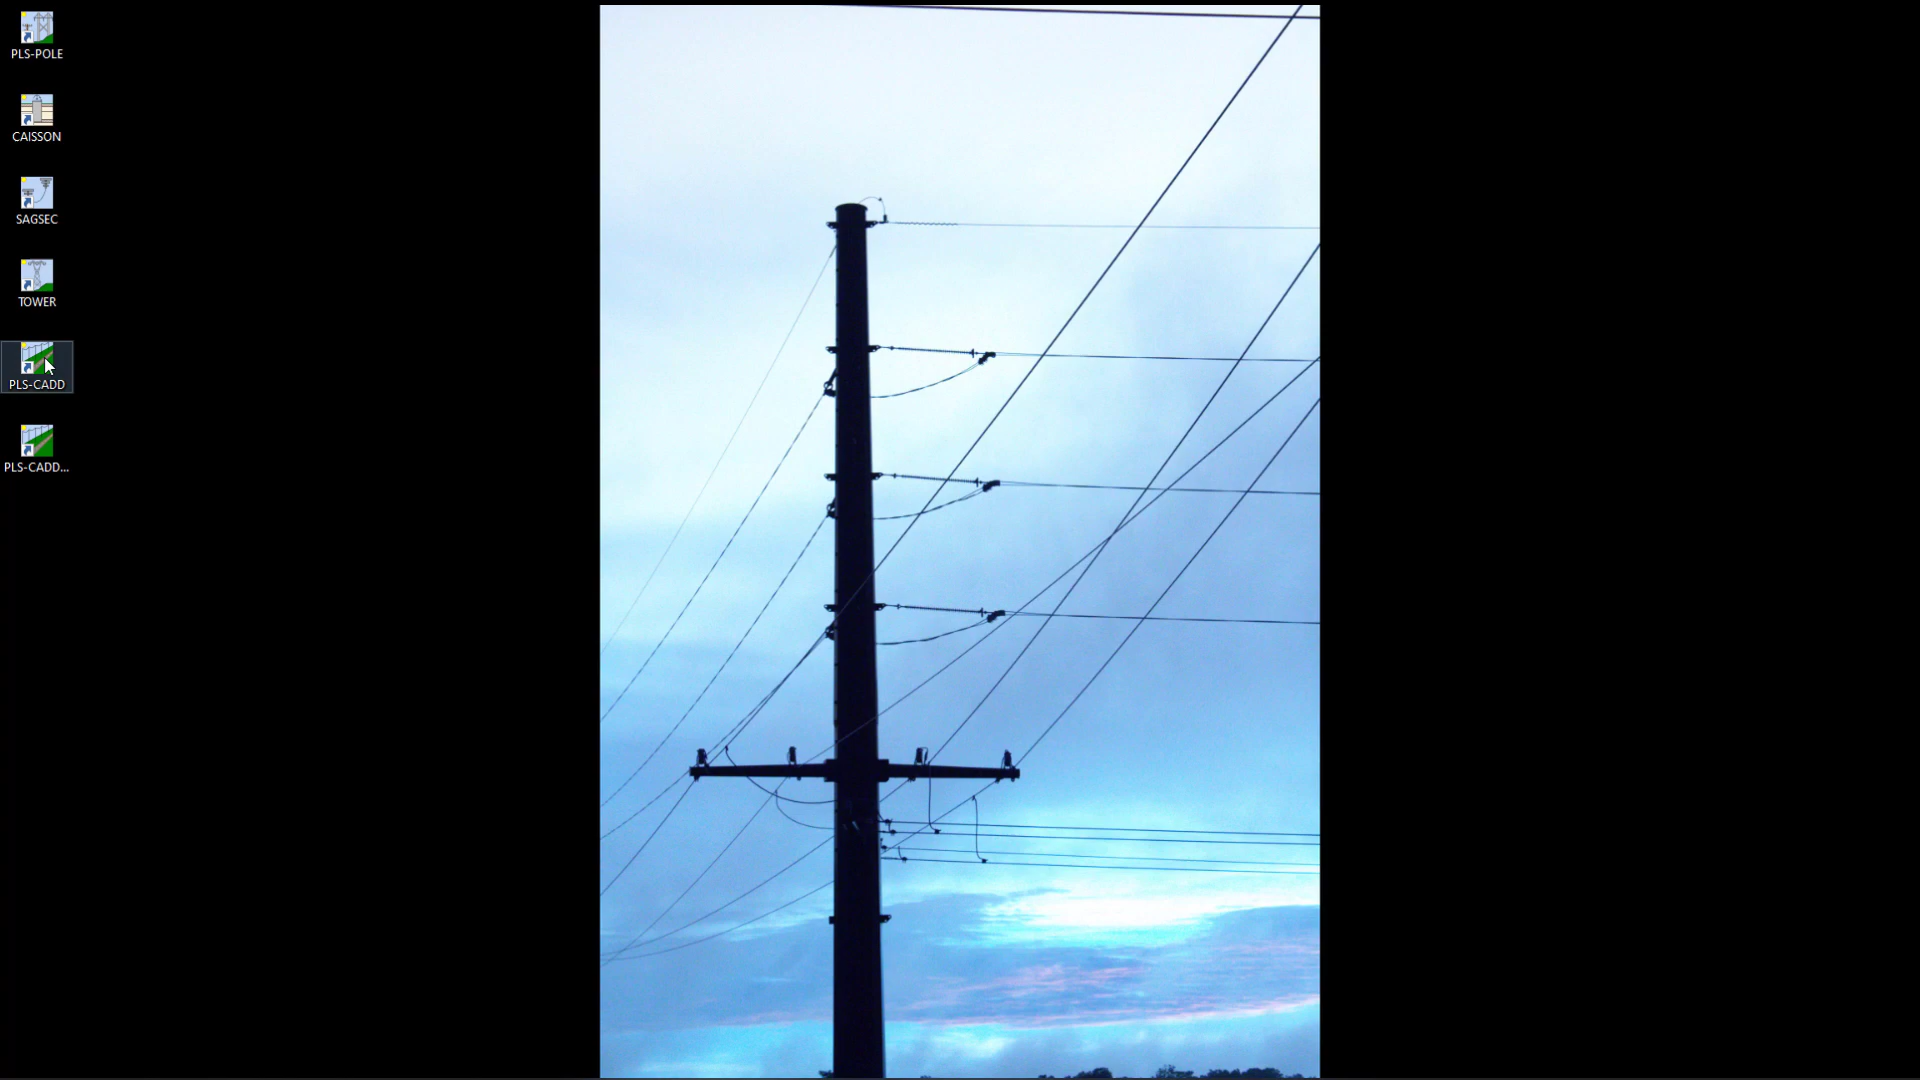 PLS-POLE
CAISSON
SAGSEC
TOWER
PLS-CADD
PLS-CADD...